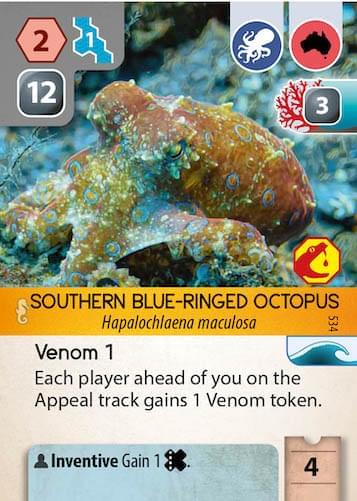 2
1
12
3
SOUTHERN BLUE-RINGED OCTOPUS
Hapalochlaena maculosa
534
Venom 1
Each player ahead of you on the
Appeal track gains 1 Venom token.
Inventive Gain 1 .
4